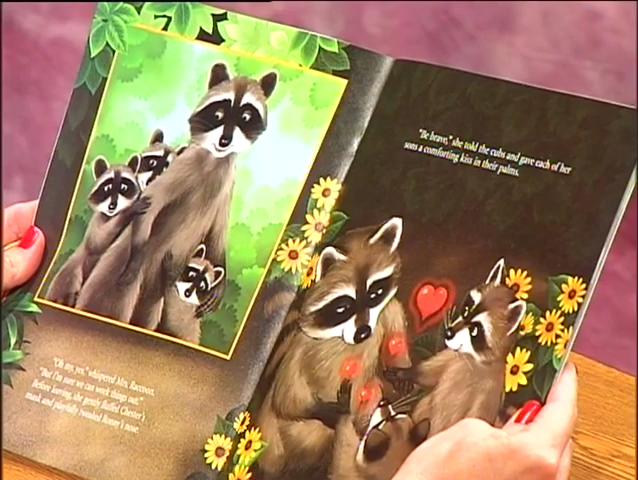 "Oh my, yes," whispered Mrs. Raccoon.
"But I'm sure we can work things out."
Before leaving, she gently fluffed Chester's
mask and playfully tweaked Ronny's nose.
"Be brave," she told the cubs and gave each of her
sons a comforting kiss in their palms.